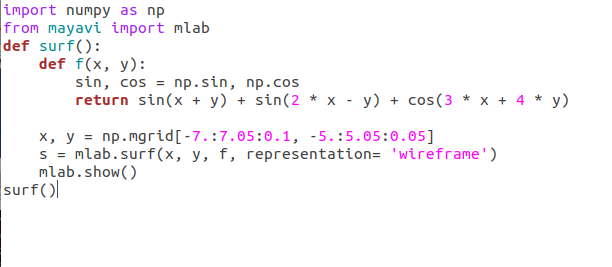 import numpy as np
from mayavi import mlab
def surf():
    def f(x, y):
        sin, cos = np.sin, np.cos
        return sin(x + y) + sin(2 * x - y) + cos(3 * x + 4 * y)

    x, y = np.mgrid[-7.:7.05:0.1, -5.:5.05:0.05]
    s = mlab.surf(x, y, f, representation= 'wireframe')
    mlab.show()
surf()